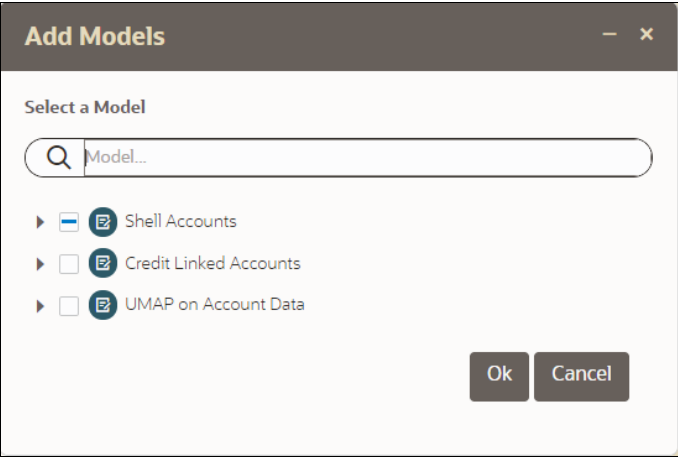 Add Models
Select a Model
Model...
Shell Accounts
Credit Linked Accounts
UMAP on Account Data
Ok Cancel